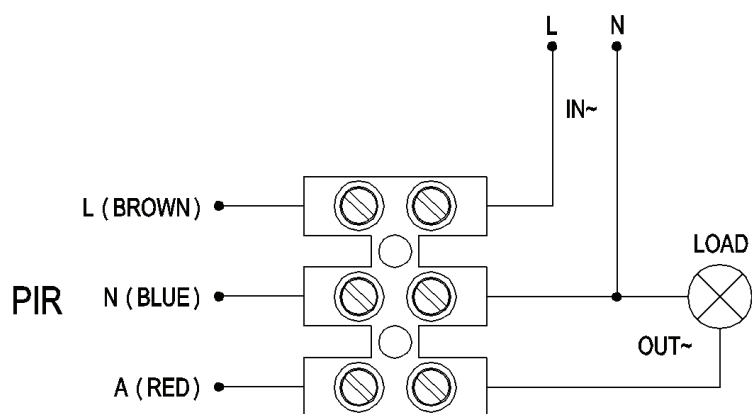 L N
IN~
L (BROWN)
LOAD
PIR N (BLUE)
OUT~
A (RED)